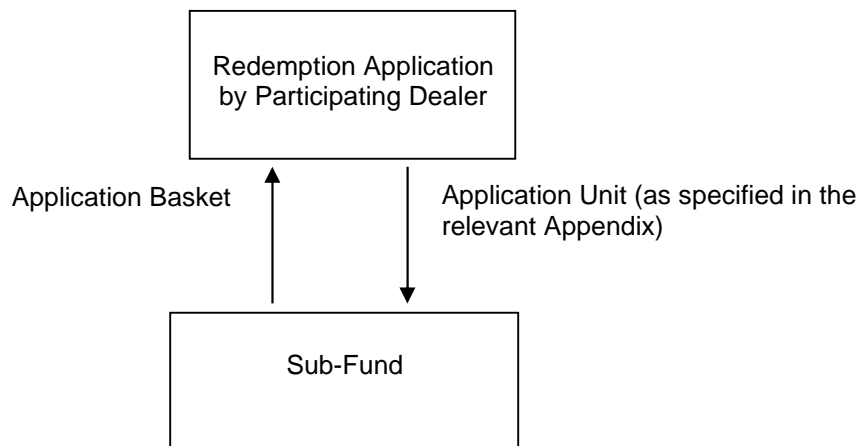 Redemption Application
by Participating Dealer
Application Basket
Application Unit (as specified in the
relevant Appendix)
Sub-Fund